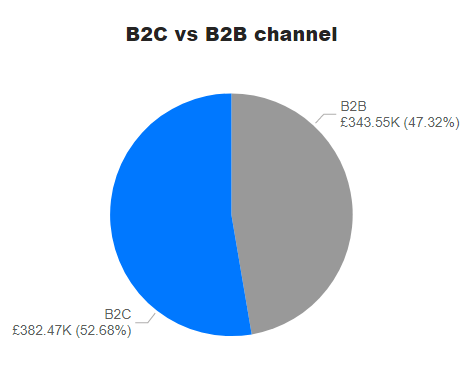 B2C vs B2B channel
B2B
£343.55K (47.32%)
B2C
£382.47K (52.68%)